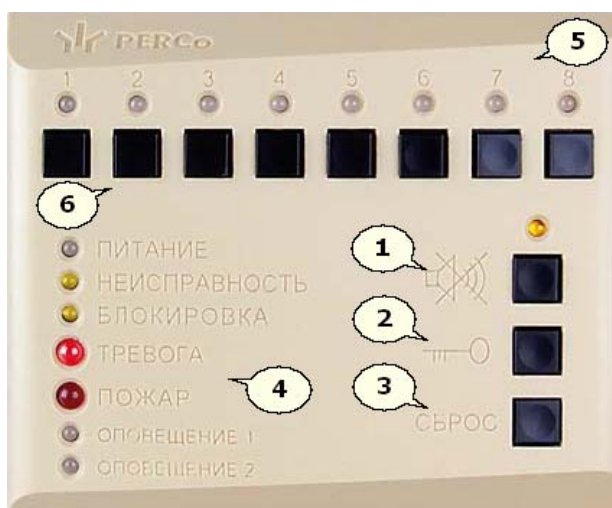 PERCo
5
1 2 3 4 5 6 7 8
6
ПИТАНИЕ
НЕИСПРАВНОСТЬ
БЛОКИРОВКА
ТРЕВОГА
ПОЖАР
ОПОВЕЩЕНИЕ 1
ОПОВЕЩЕНИЕ 2
4
1
2
3
СБРОС